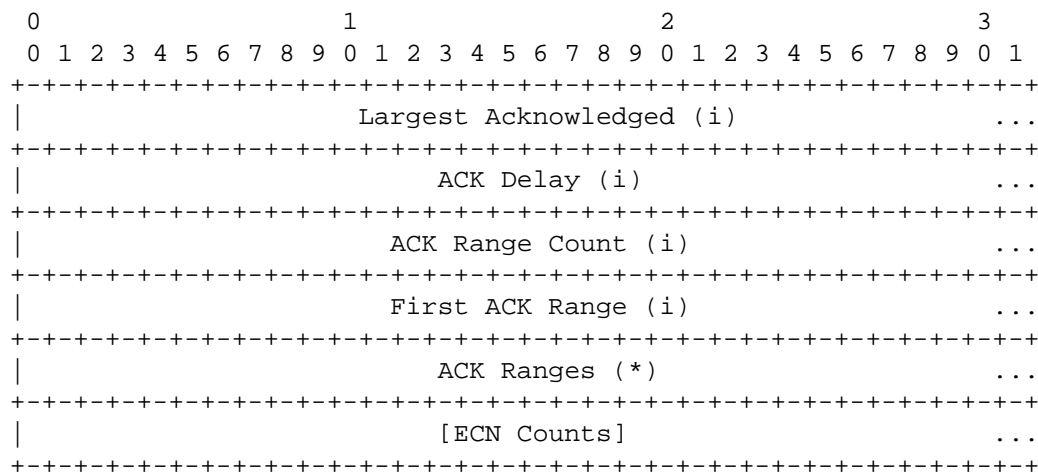 0                   1                   2                   3
0 1 2 3 4 5 6 7 8 9 0 1 2 3 4 5 6 7 8 9 0 1 2 3 4 5 6 7 8 9 0 1
+-+-+-+-+-+-+-+-+-+-+-+-+-+-+-+-+-+-+-+-+-+-+-+-+-+-+-+-+-+-+-+-+
|                     Largest Acknowledged (i)                ...
+-+-+-+-+-+-+-+-+-+-+-+-+-+-+-+-+-+-+-+-+-+-+-+-+-+-+-+-+-+-+-+-+
|                          ACK Delay (i)                      ...
+-+-+-+-+-+-+-+-+-+-+-+-+-+-+-+-+-+-+-+-+-+-+-+-+-+-+-+-+-+-+-+-+
|                       ACK Range Count (i)                   ...
+-+-+-+-+-+-+-+-+-+-+-+-+-+-+-+-+-+-+-+-+-+-+-+-+-+-+-+-+-+-+-+-+
|                       First ACK Range (i)                   ...
+-+-+-+-+-+-+-+-+-+-+-+-+-+-+-+-+-+-+-+-+-+-+-+-+-+-+-+-+-+-+-+-+
|                          ACK Ranges (*)                     ...
+-+-+-+-+-+-+-+-+-+-+-+-+-+-+-+-+-+-+-+-+-+-+-+-+-+-+-+-+-+-+-+-+
|                          [ECN Counts]                       ...
+-+-+-+-+-+-+-+-+-+-+-+-+-+-+-+-+-+-+-+-+-+-+-+-+-+-+-+-+-+-+-+-+